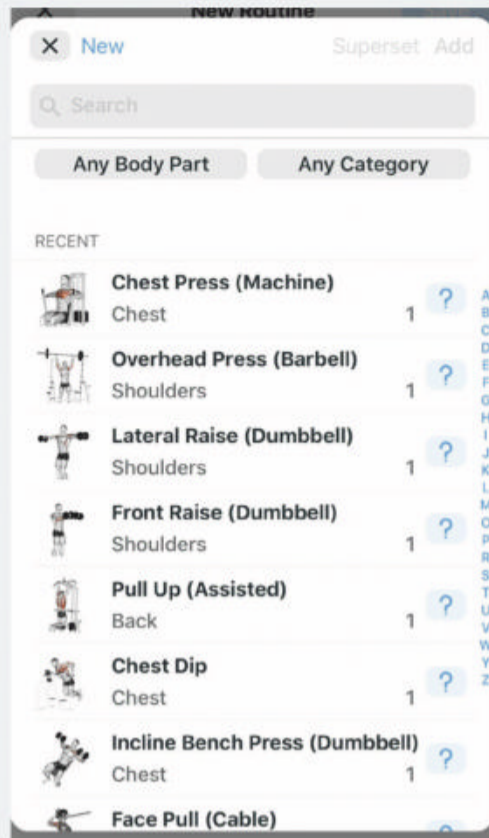 New Routine
New
Superset Add
Search
Any Body Part
Any Category
RECENT
Chest Press (Machine)
Chest
1
?
Overhead Press (Barbell)
Shoulders
1
?
Lateral Raise (Dumbbell)
Shoulders
1
?
Front Raise (Dumbbell)
Shoulders
1
?
Pull Up (Assisted)
Back
1
?
Chest Dip
Chest
1
?
Incline Bench Press (Dumbbell)
Chest
1
?
Face Pull (Cable)
A
B
C
D
E
F
G
H
I
J
K
L
M
O
P
R
S
T
U
V
W
Y
Z